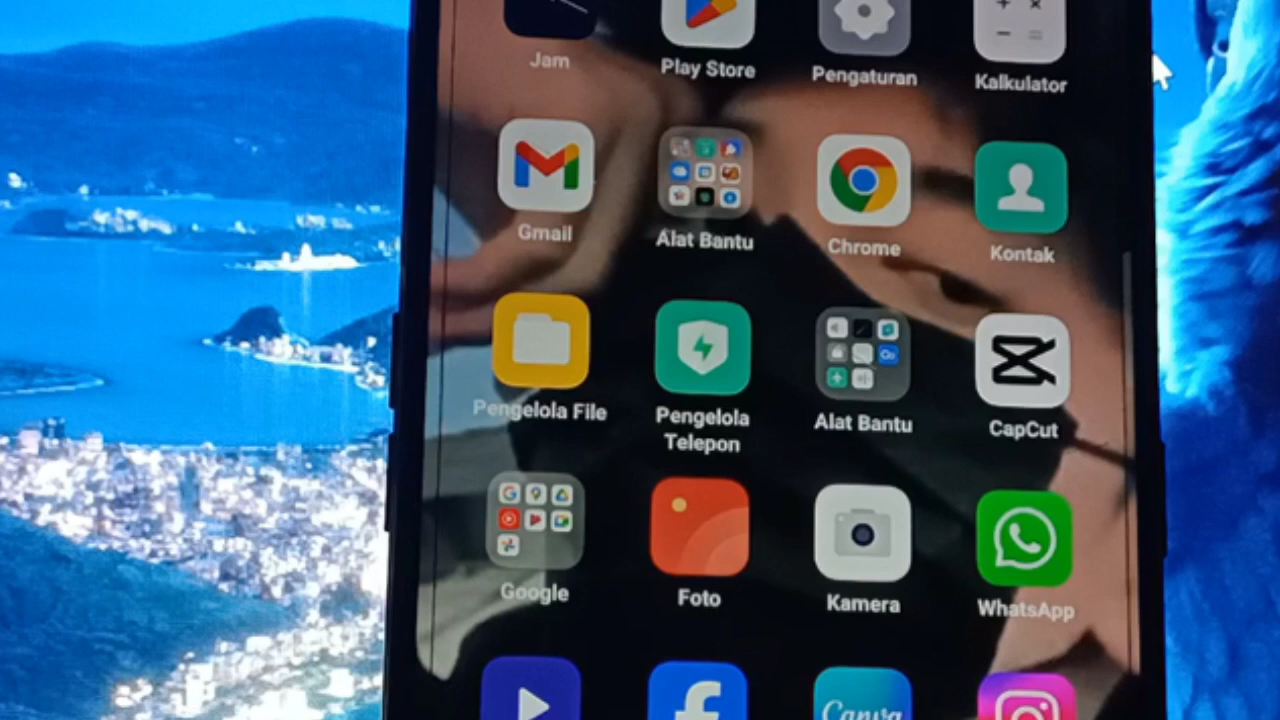 Jam
Play Store
Pengaturan
Kalkulator
Gmail
Alat Bantu
Chrome
Kontak
Pengelola File
Pengelola
Telepon
Alat Bantu
CapCut
Google
Foto
Kamera
WhatsApp
Canva